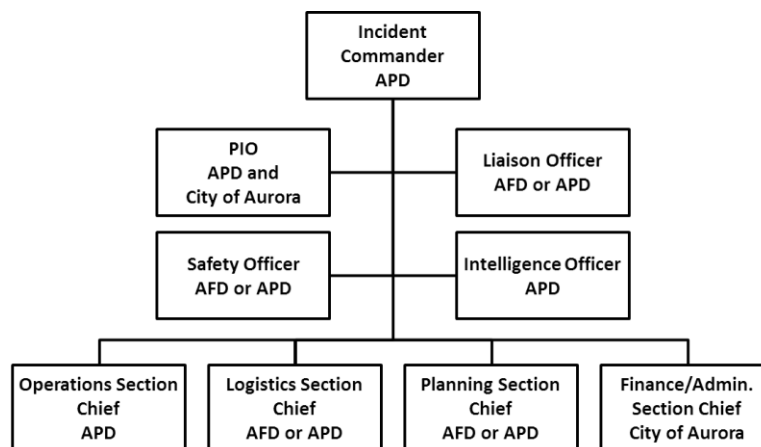 Incident
Commander
APD
PIO
APD and
City of Aurora
Liaison Officer
AFD or APD
Safety Officer
AFD or APD
Intelligence Officer
APD
Operations Section
Chief
APD
Logistics Section
Chief
AFD or APD
Planning Section
Chief
AFD or APD
Finance/Admin.
Section Chief
City of Aurora